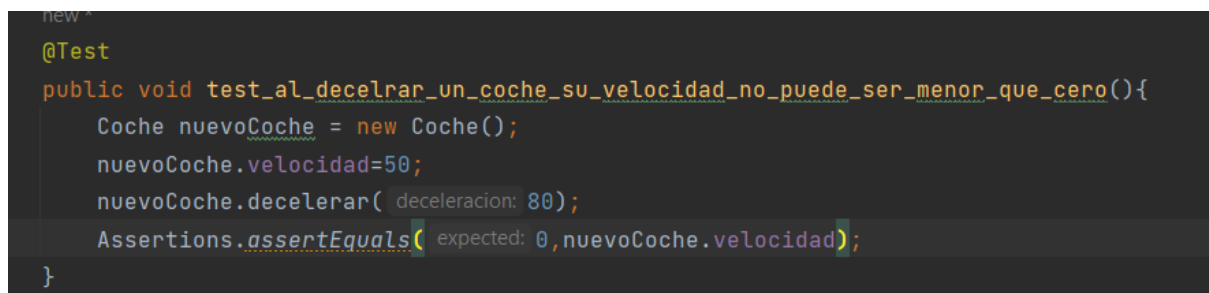 new *
@Test
public void test_al_decelrar_un_coche_su_velocidad_no_puede_ser_menor_que_cero(){
Coche nuevoCoche = new Coche();
nuevoCoche.velocidad=50;
nuevoCoche.decelerar( deceleracion: 80);
Assertions.assertEquals( expected: 0,nuevoCoche.velocidad);
}